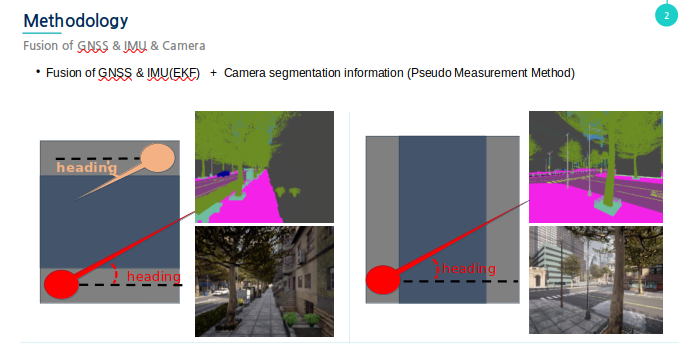 Methodology
2
Fusion of GNSS & IMU & Camera
• Fusion of GNSS & IMU(EKF) + Camera segmentation information (Pseudo Measurement Method)
heading
heading
heading